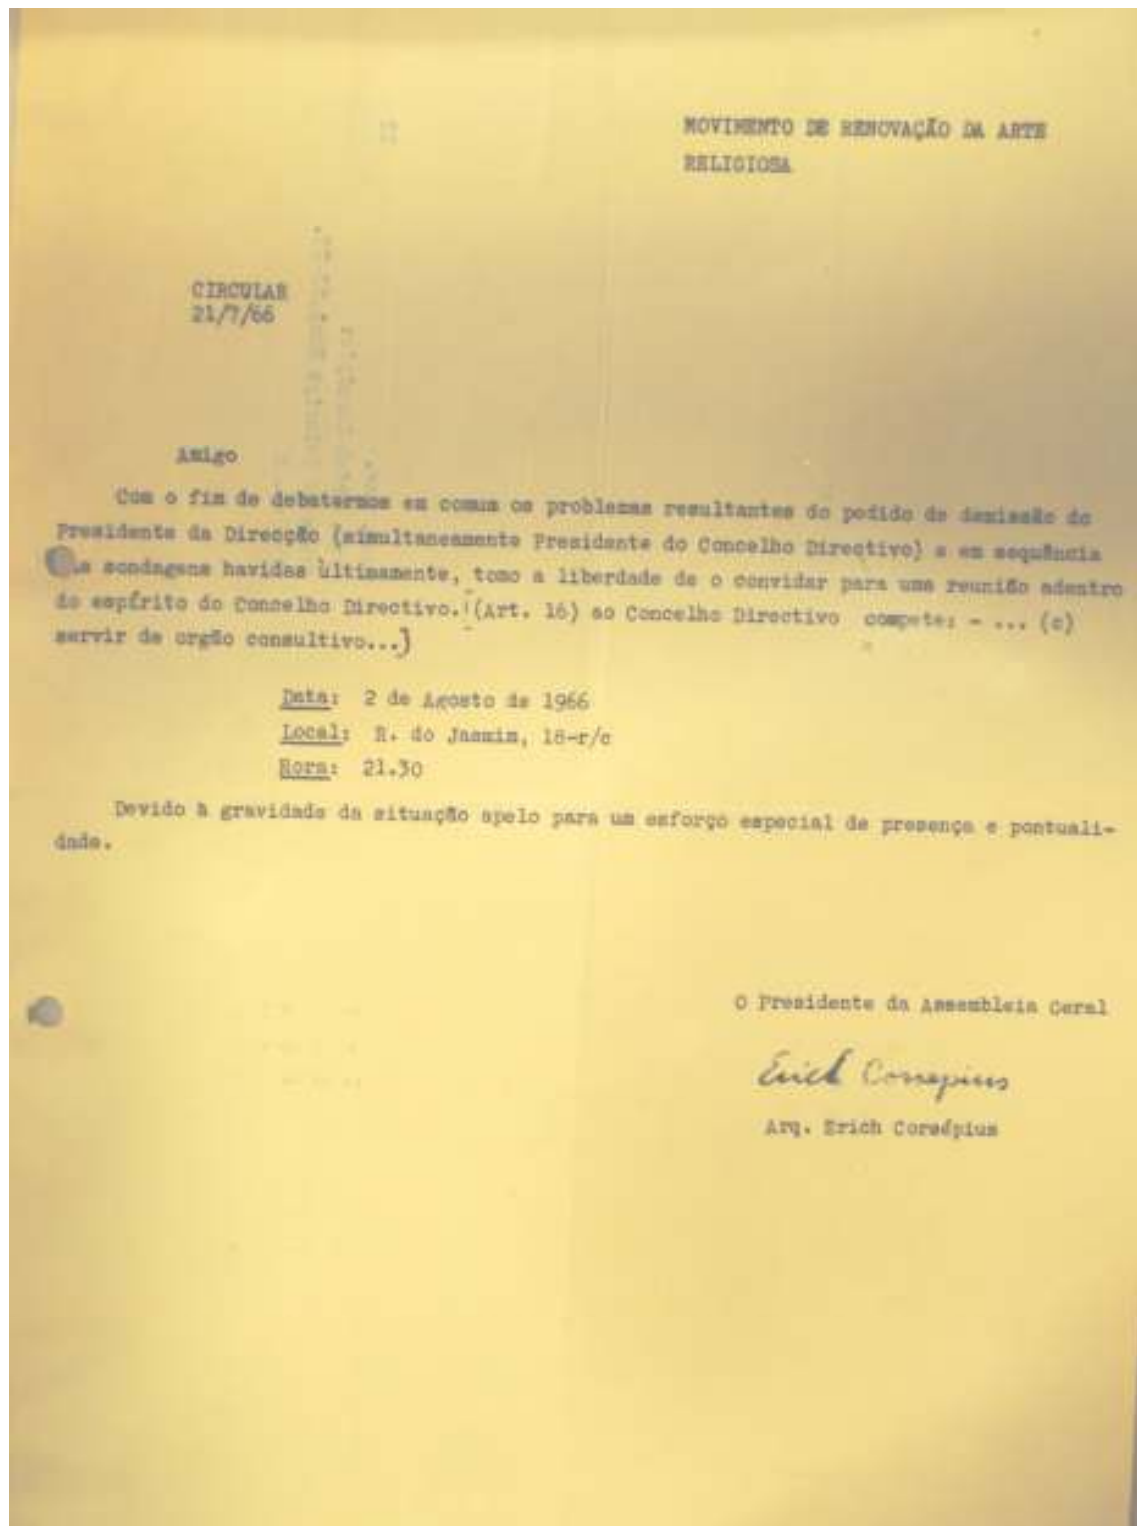 MOVIMENTO DE RENOVAÇÃO DA ARTE
RELIGIOSA
CIRCULAR
21/7/66
Amigo
Com o fim de debatermos em comum os problemas resultantes do pedido de demissão do
Presidente da Direcção (simultaneamente Presidente do Concelho Directivo) e em sequência
sondagens havidas ùltimamente, tomo a liberdade de o convidar para uma reunião adentro
do espírito do Concelho Directivo. (Art. 16) ao Concelho Directivo compete: - ... (c)
servir de orgão consultivo...)
Data: 2 de Agosto de 1966
Local: R. do Jasmim, 18-r/c
Hora: 21.30
Devido à gravidade da situação apelo para um esforço especial de presença e pontuali-
dade.
O Presidente da Assembleia Geral
Erich Corsepius
Arq. Erich Corsépius